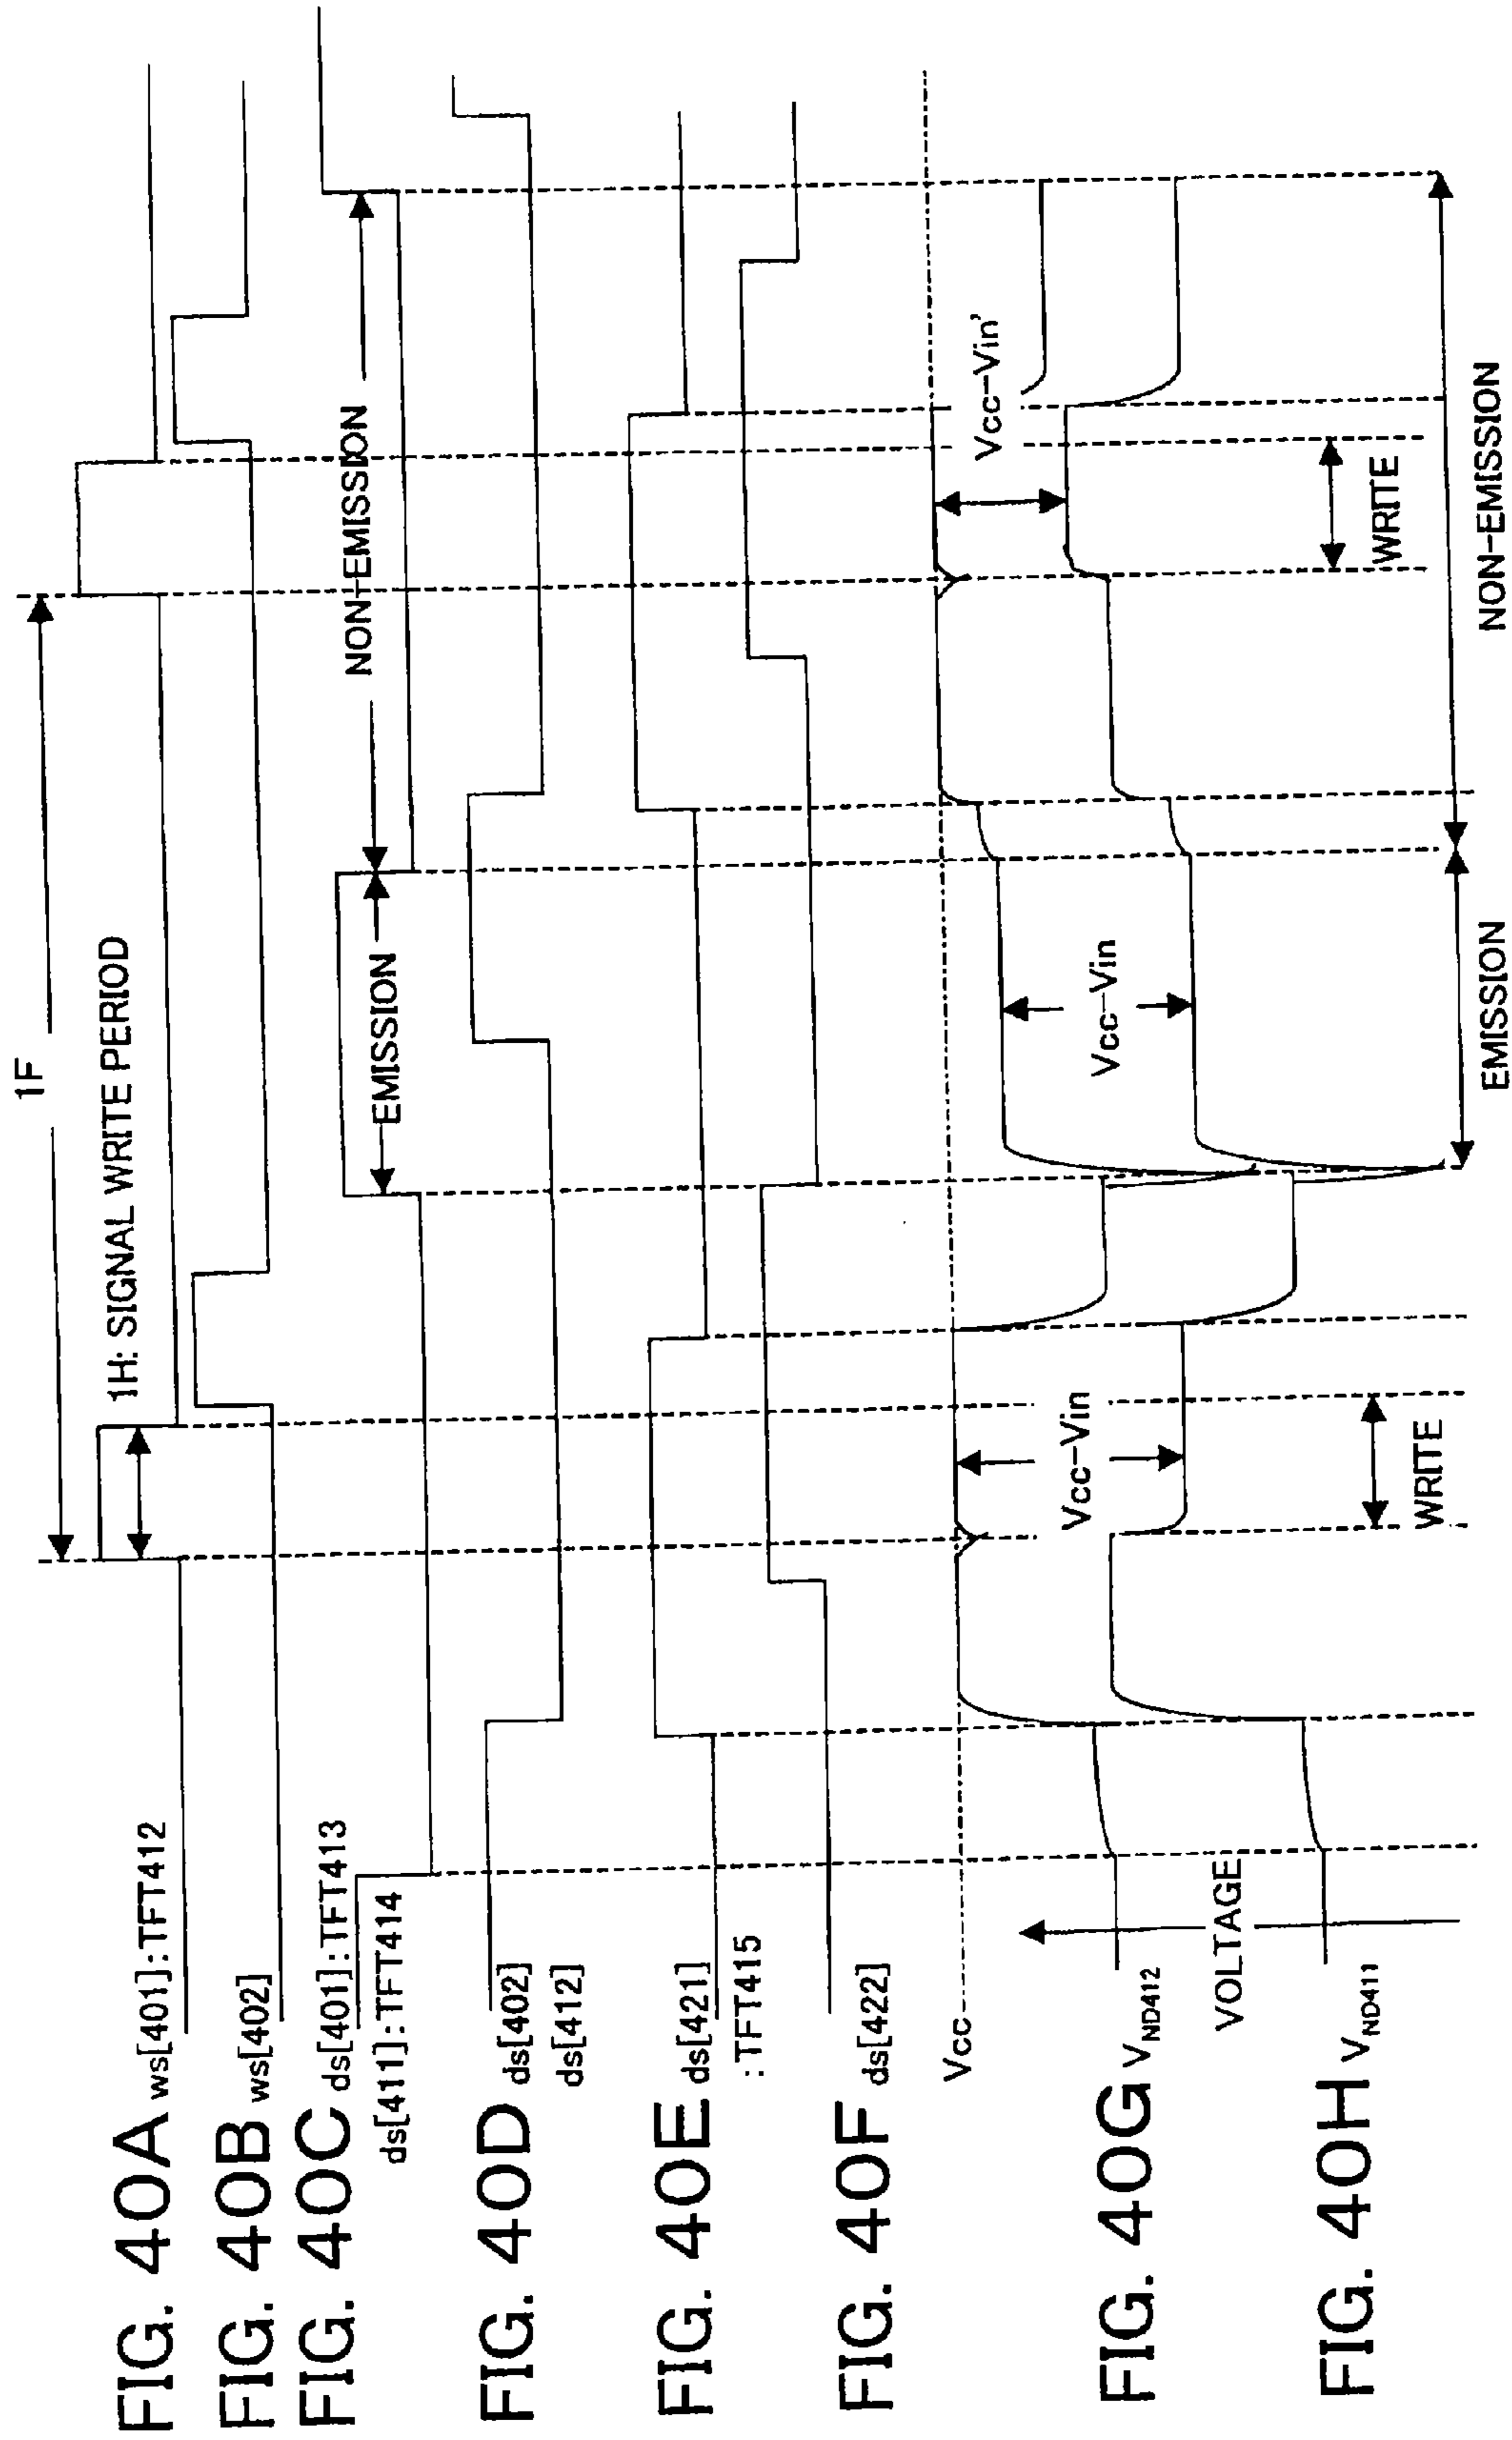 1F
1H: SIGNAL WRITE PERIOD
FIG. 40A ws[401]:TFT412
FIG. 40B ws[402]
FIG. 40C ds[401]:TFT413
ds[411]:TFT414
EMISSION
NON-EMISSION
FIG. 40D ds[402]
ds[412]
FIG. 40E ds[421]
:TFT415
FIG. 40F ds[422]
Vcc
Vcc-Vin
Vcc-Vin
Vcc-Vin'
FIG. 40G VND412
VOLTAGE
FIG. 40H VND411
WRITE
WRITE
EMISSION
NON-EMISSION